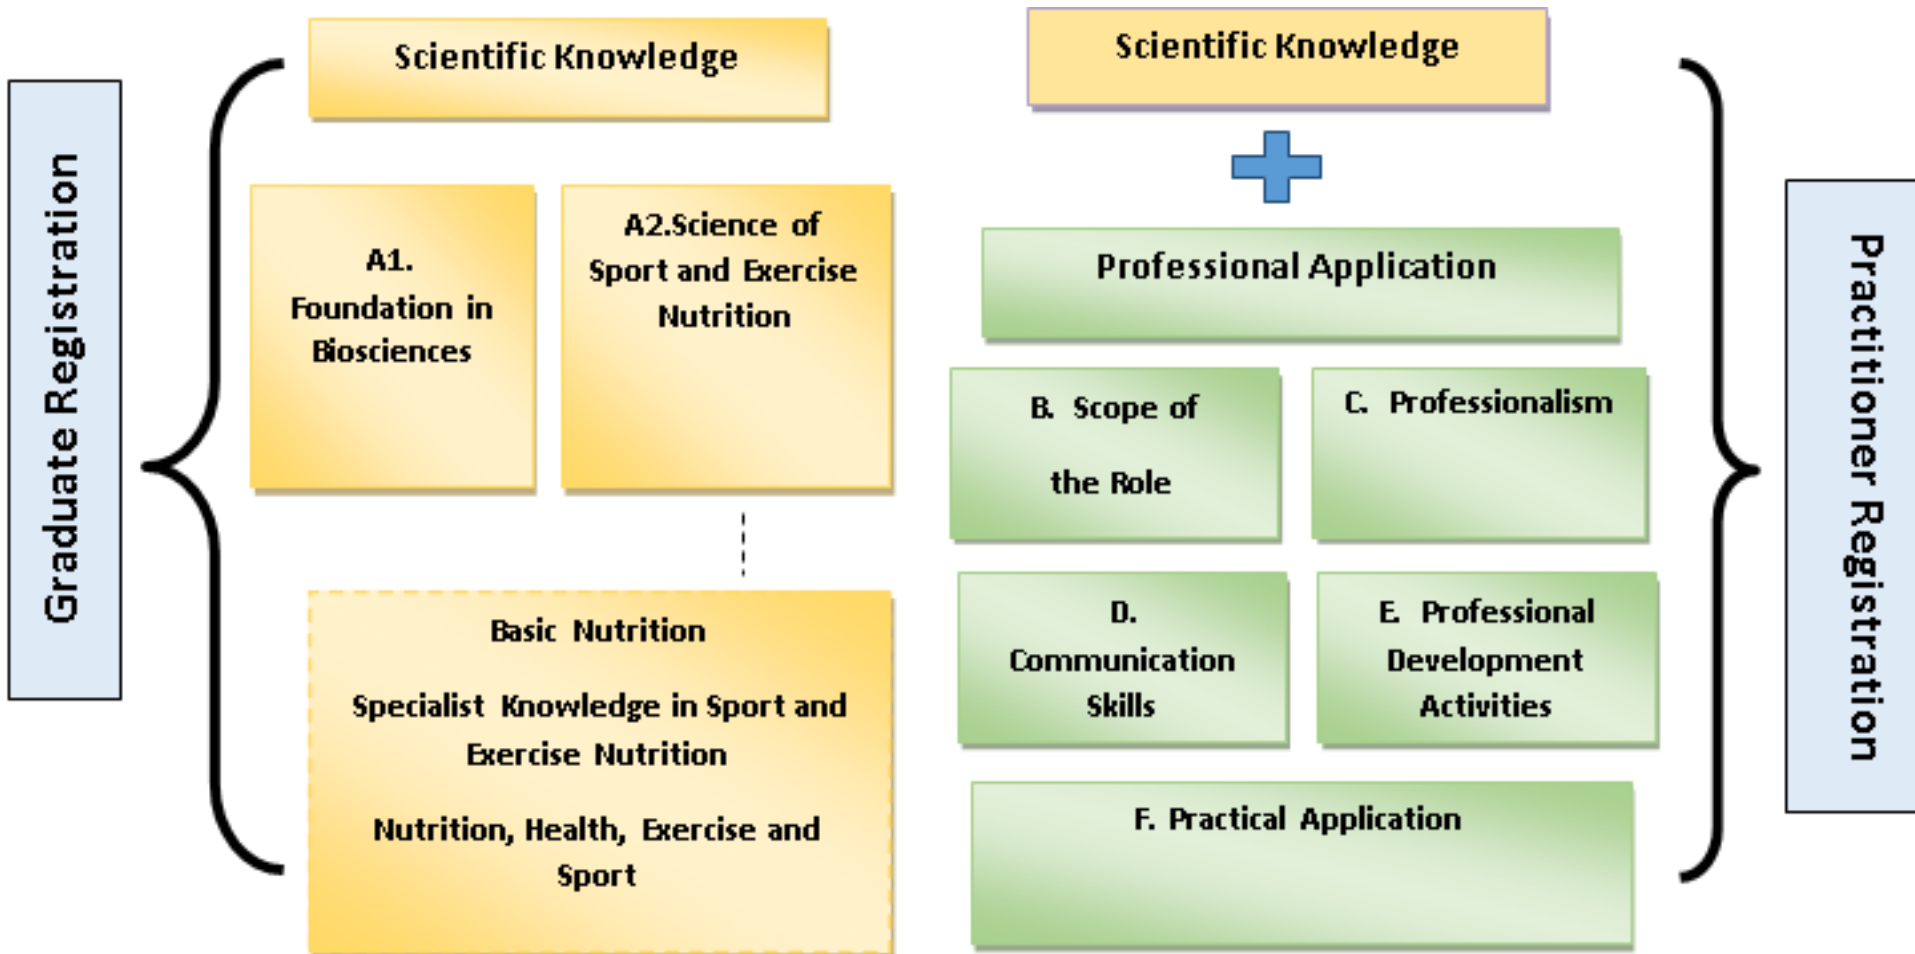 Graduate Registration
Scientific Knowledge
A1.
Foundation in
Biosciences
A2.Science of
Sport and Exercise
Nutrition
Basic Nutrition
Specialist Knowledge in Sport and
Exercise Nutrition
Nutrition, Health, Exercise and
Sport
Scientific Knowledge
Professional Application
B. Scope of
the Role
C. Professionalism
D.
Communication
Skills
E. Professional
Development
Activities
F. Practical Application
Practitioner Registration